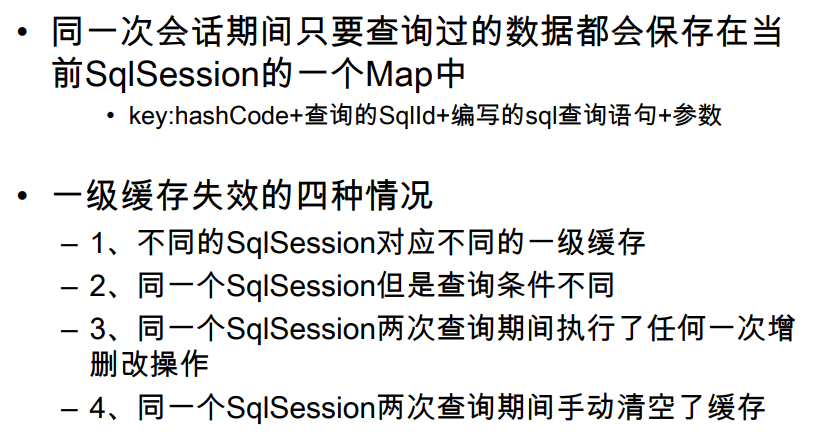 • 同一次会话期间只要查询过的数据都会保存在当
前SqlSession的一个Map中
• key:hashCode+查询的SqlId+编写的sql查询语句+参数
• 一级缓存失效的四种情况
– 1、不同的SqlSession对应不同的一级缓存
– 2、同一个SqlSession但是查询条件不同
– 3、同一个SqlSession两次查询期间执行了任何一次增
删改操作
– 4、同一个SqlSession两次查询期间手动清空了缓存